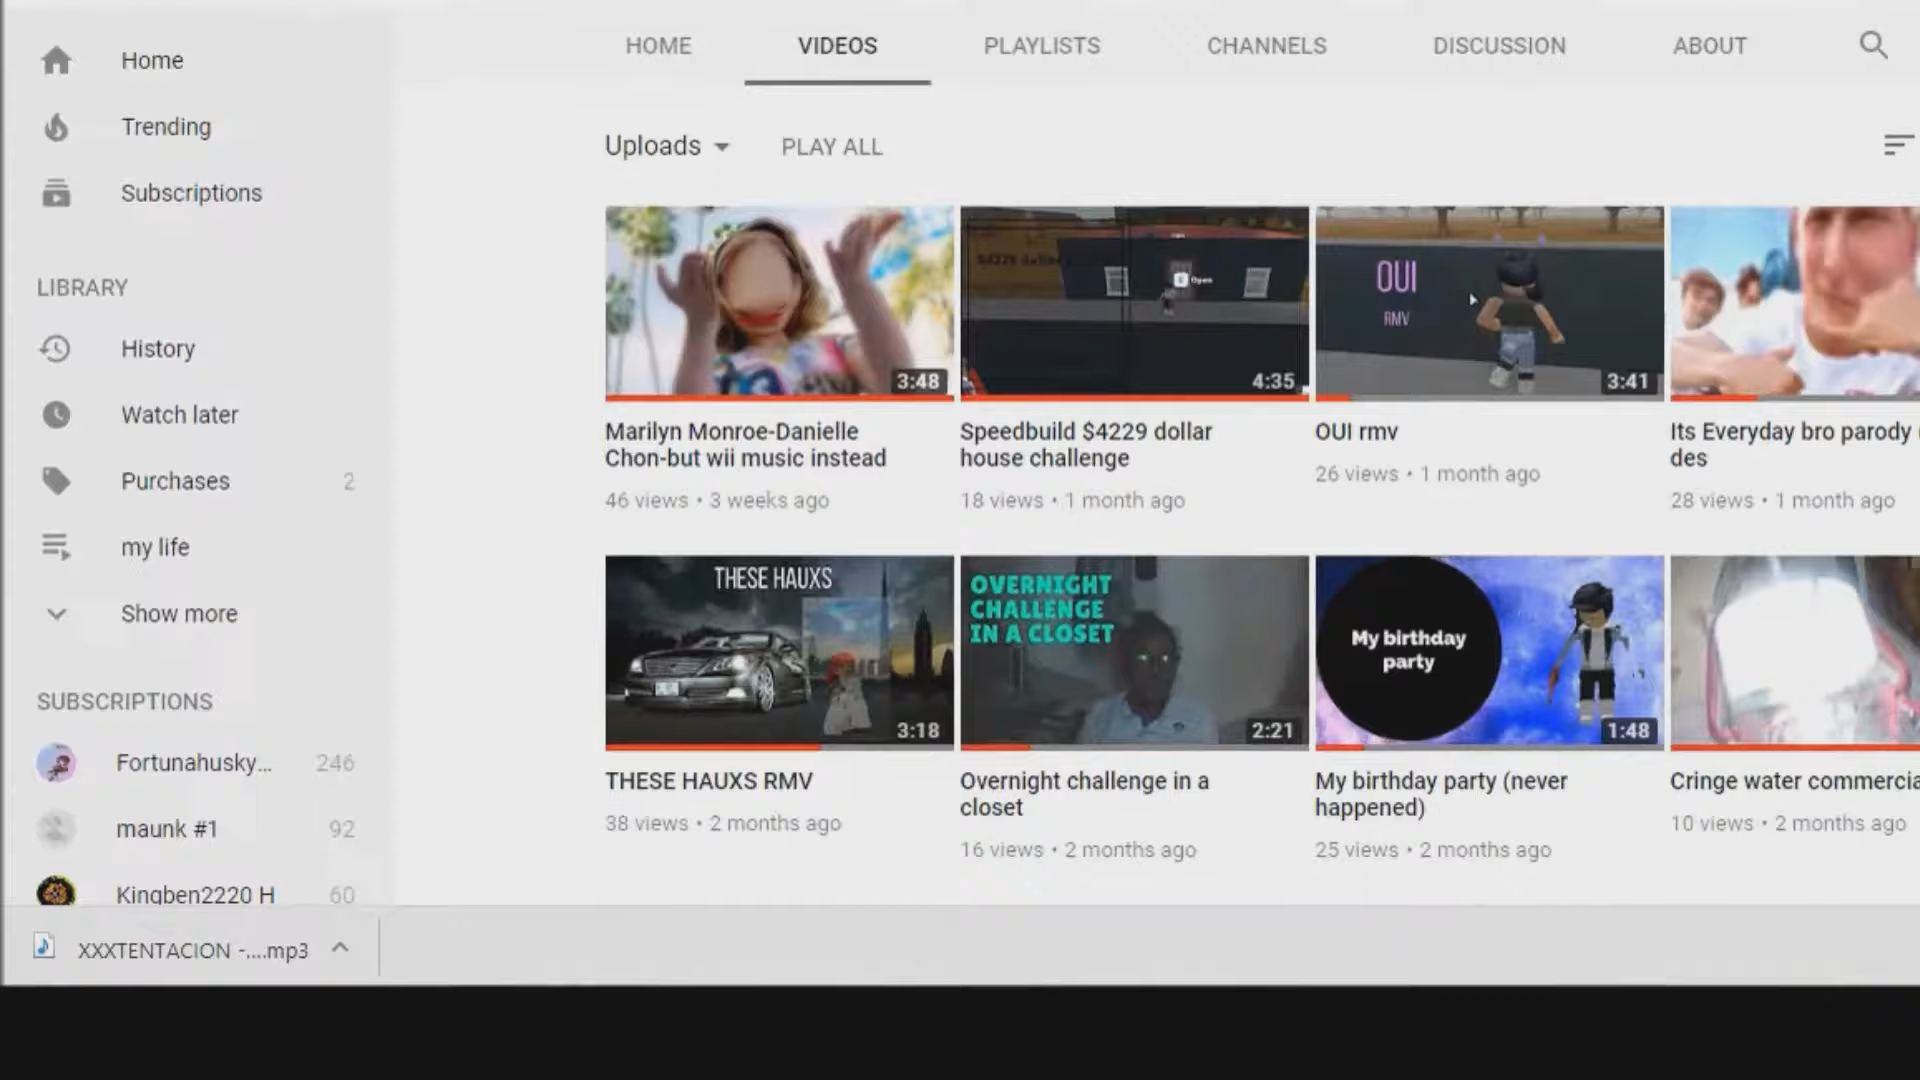 Home
Trending
Subscriptions
LIBRARY
History
Watch later
Purchases 2
my life
Show more
SUBSCRIPTIONS
Fortunahusky... 246
maunk #1 92
Kingben2220 H 60
HOME VIDEOS PLAYLISTS CHANNELS DISCUSSION ABOUT
Uploads PLAY ALL
3:48
Marilyn Monroe-Danielle
Chon-but wii music instead
46 views • 3 weeks ago
E Open
4:35
Speedbuild $4229 dollar
house challenge
18 views • 1 month ago
OUI
RMV
3:41
OUI rmv
26 views • 1 month ago
Its Everyday bro parody
des
28 views • 1 month ago
THESE HAUXS
3:18
THESE HAUXS RMV
38 views • 2 months ago
OVERNIGHT
CHALLENGE
IN A CLOSET
2:21
Overnight challenge in a
closet
16 views • 2 months ago
My birthday
party
1:48
My birthday party (never
happened)
25 views • 2 months ago
Cringe water commercia
10 views • 2 months ago
XXXTENTACION -....mp3